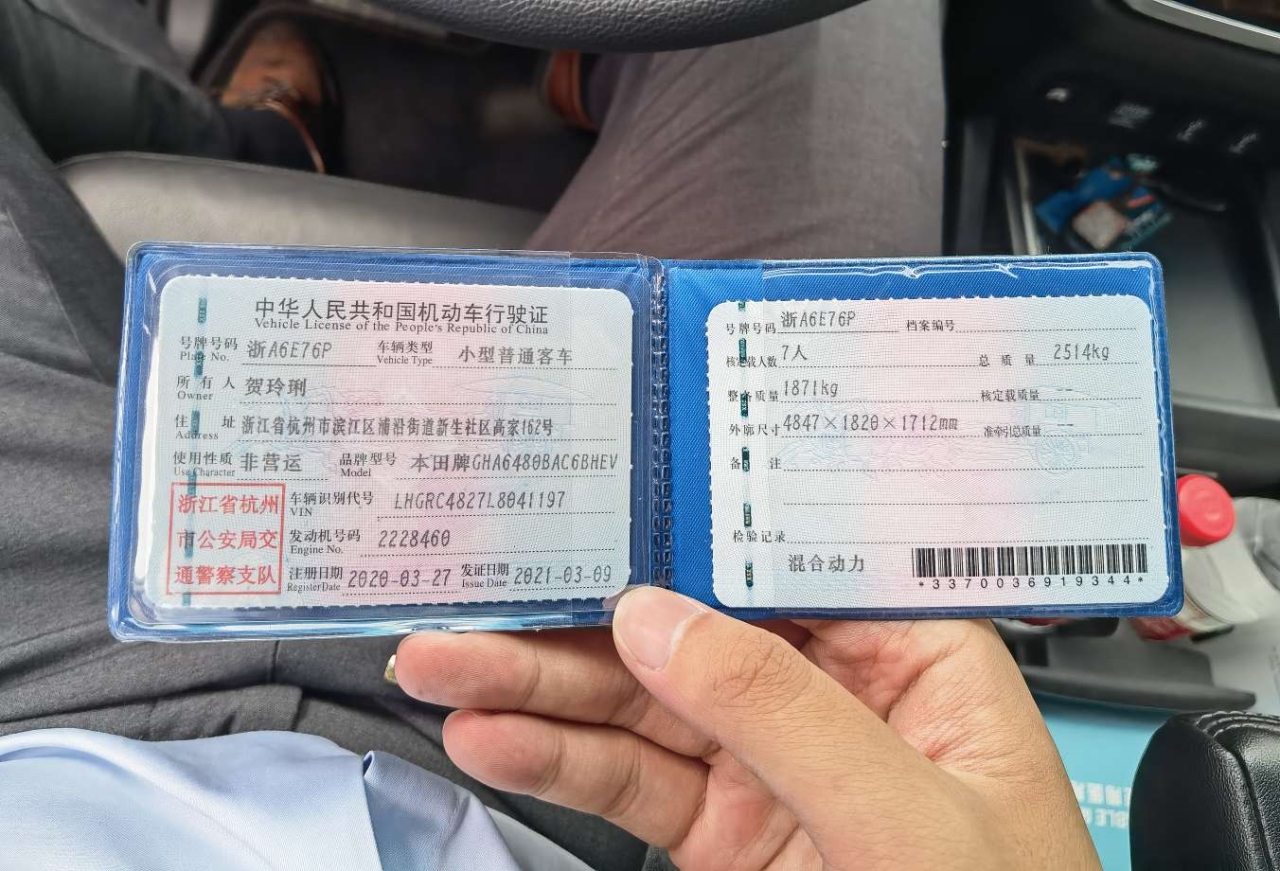 中华人民共和国机动车行驶证
Vehicle License of the People's Republic of China
号牌号码 浙A6E76P 车辆类型 小型普通客车
Plate No. Vehicle Type
所有人 贺玲琍
Owner
住址 浙江省杭州市滨江区浦沿街道新生社区高家162号
Address
使用性质 非营运 品牌型号 本田牌GHA6480BAC6BHEV
Use Character Model
浙江省杭州
市公安局交
通警察支队
车辆识别代号 LHGRC4827L8041197
VIN
发动机号码 2228460
Engine No.
注册日期 2020-03-27 发证日期 2021-03-09
Register Date Issue Date
号牌号码 浙A6E76P 档案编号
核定载人数 7人 总质量 2514kg
整备质量 1871kg 核定载质量 --
外廓尺寸 4847×1820×1712mm 准牵引总质量 --
备注
检验记录
混合动力
*3370036919344*